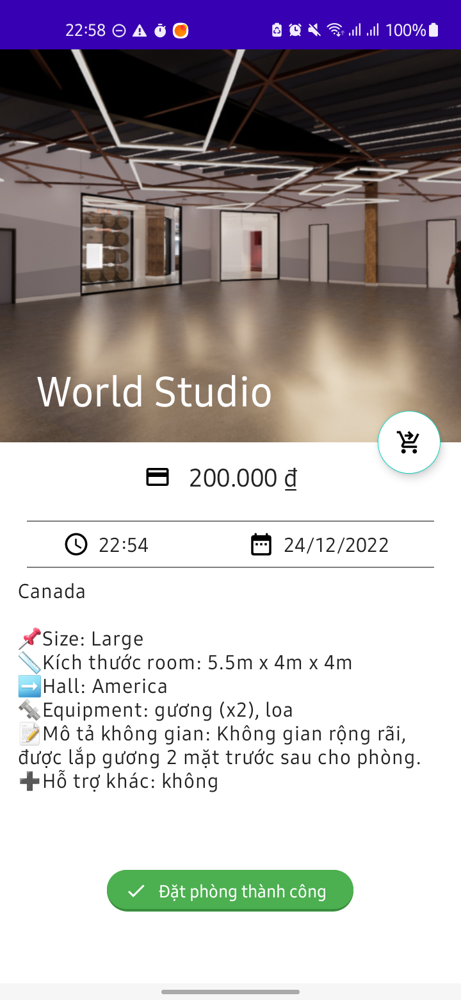 22:58
100%
World Studio
200.000 ₫
22:54
24/12/2022
Canada
📌Size: Large
📏Kích thước room: 5.5m x 4m x 4m
➡️Hall: America
🔩Equipment: gương (x2), loa
📝Mô tả không gian: Không gian rộng rãi,
được lắp gương 2 mặt trước sau cho phòng.
➕Hỗ trợ khác: không
Đặt phòng thành công